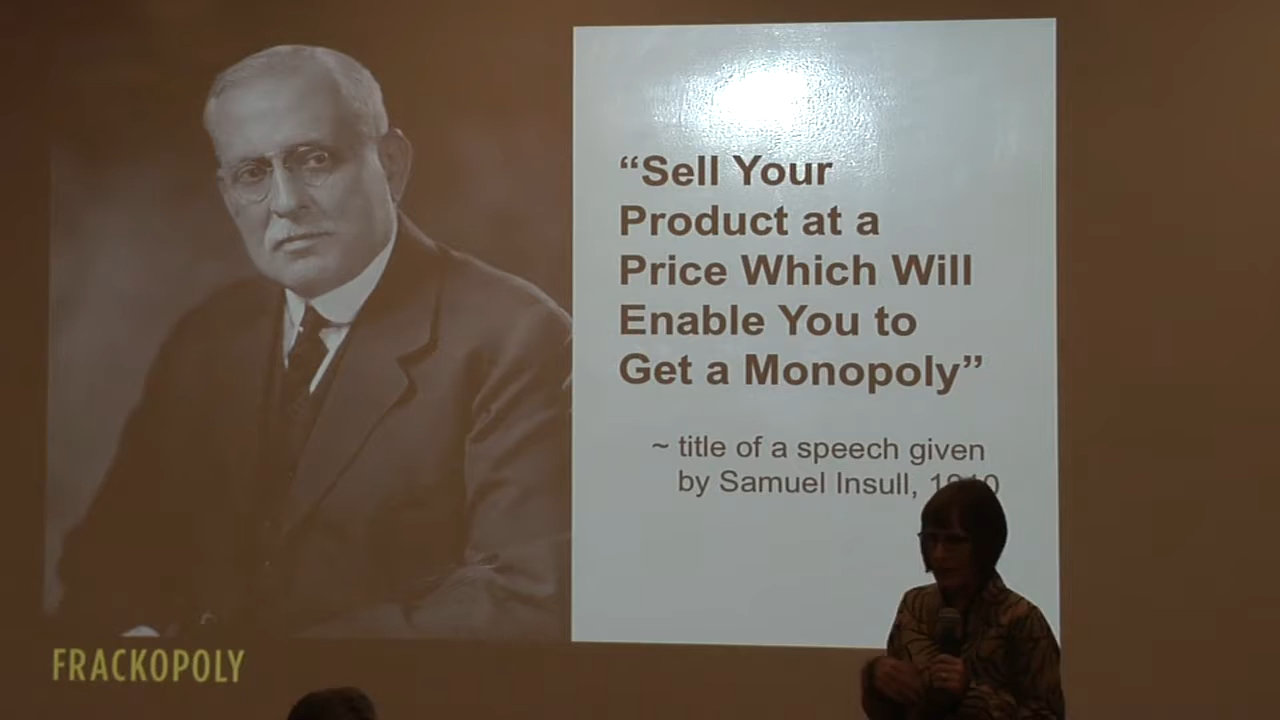 “Sell Your
Product at a
Price Which Will
Enable You to
Get a Monopoly”
~ title of a speech given
by Samuel Insull, 1910
FRACKOPOLY